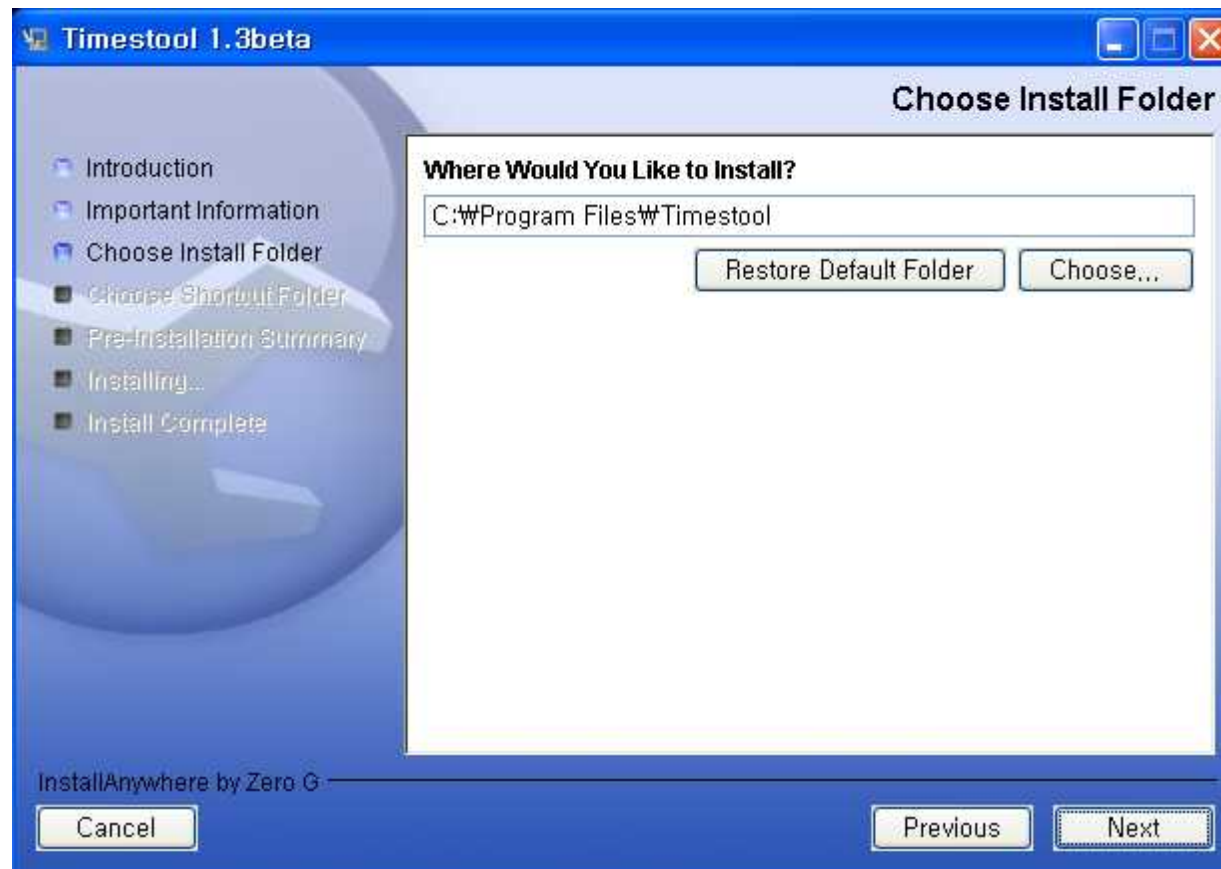 Timestool 1.3beta
Choose Install Folder
Introduction
Important Information
Choose Install Folder
Choose Shortcut Folder
Pre-Installation Summary
Installing...
Install Complete
Where Would You Like to Install?
C:₩Program Files₩Timestool
Restore Default Folder
Choose...
InstallAnywhere by Zero G
Cancel
Previous
Next